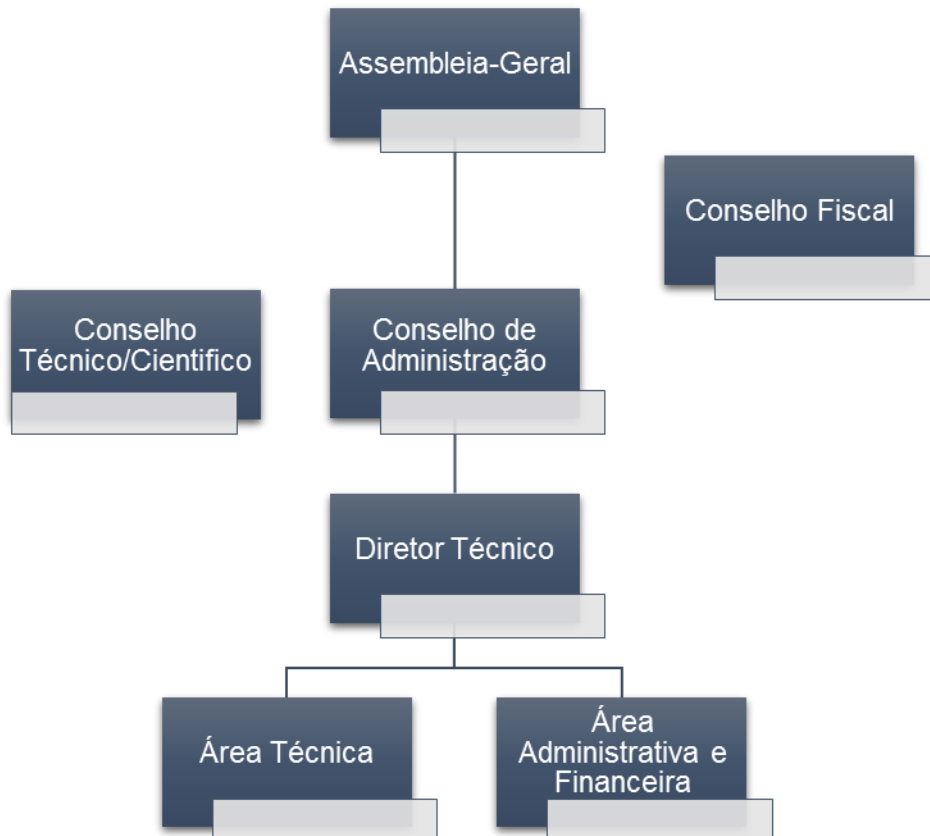 Assembleia-Geral
Conselho Fiscal
Conselho
Técnico/Cientifico
Conselho de
Administração
Diretor Técnico
Área Técnica
Área
Administrativa e
Financeira